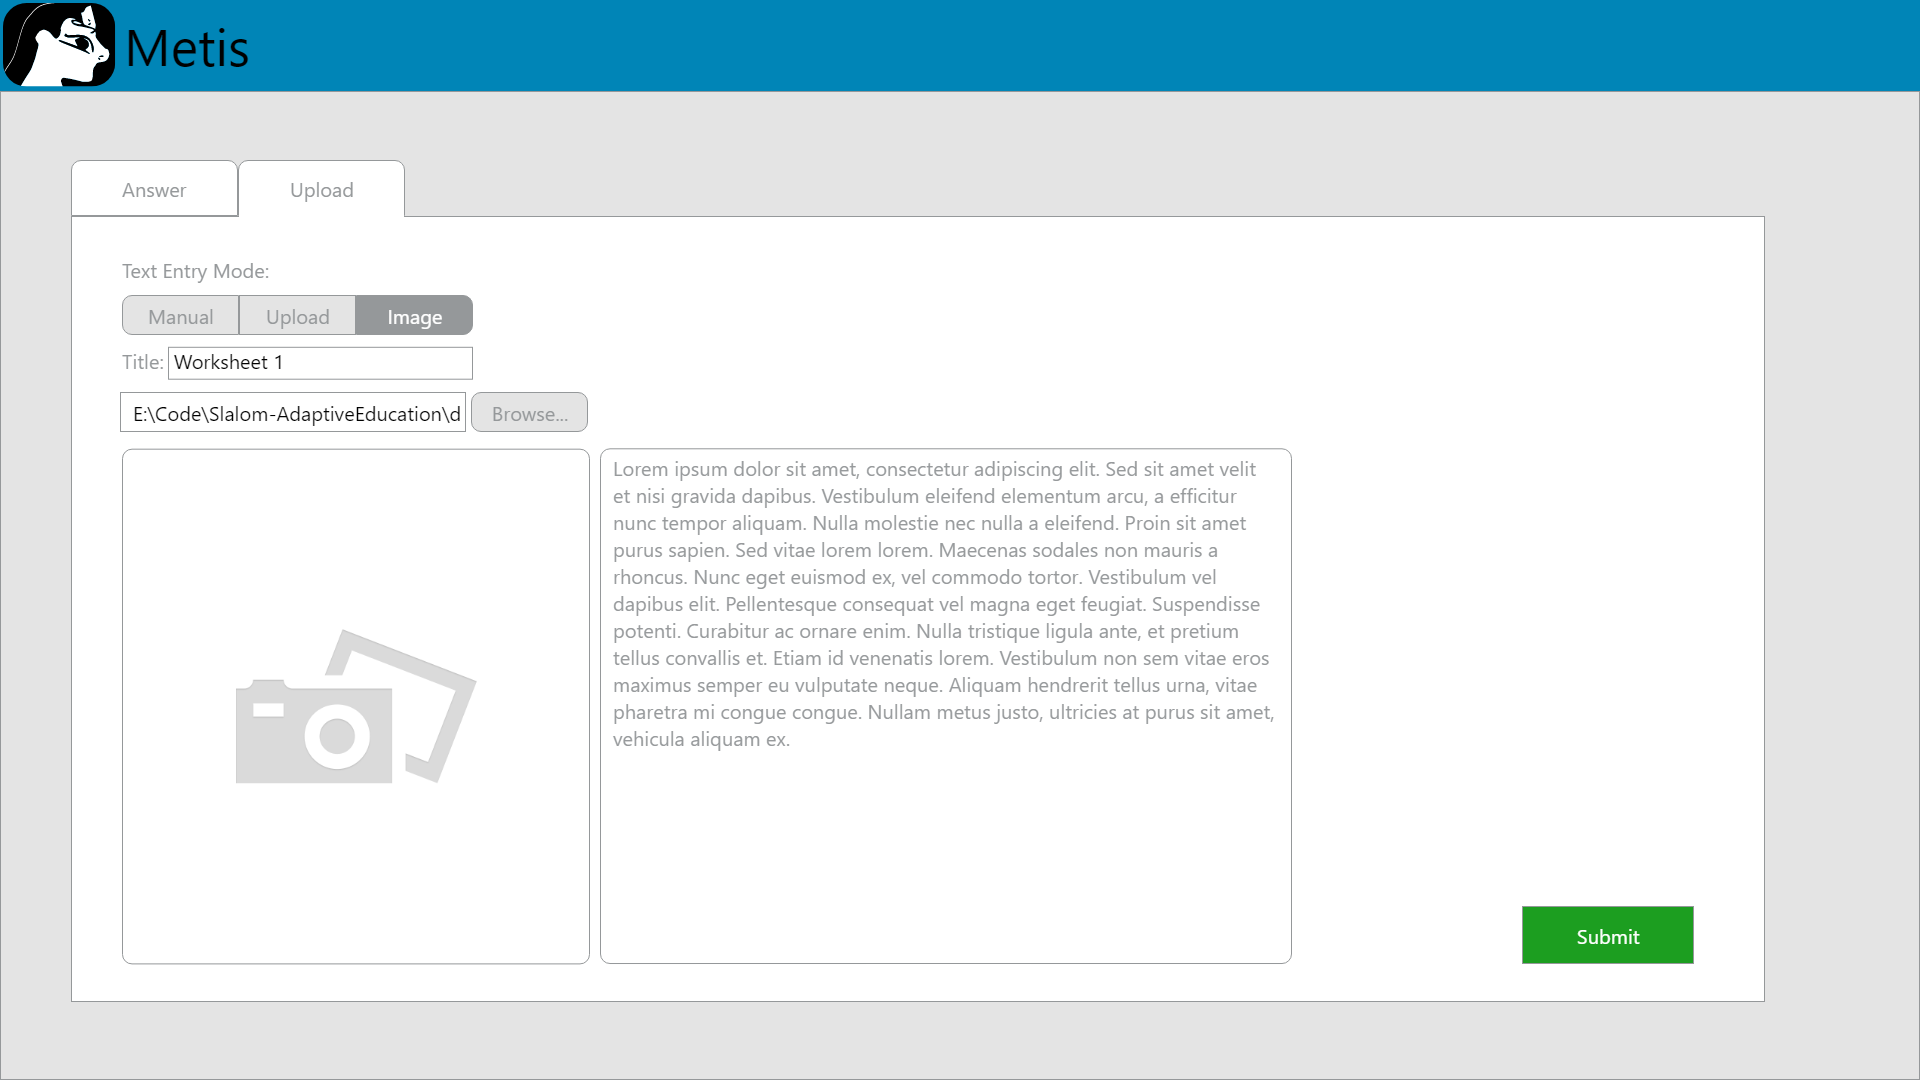 Metis
Answer
Upload
Text Entry Mode:
Manual
Upload
Image
Title:
Worksheet 1
E:\Code\Slalom-AdaptiveEducation\d
Browse...
Lorem ipsum dolor sit amet, consectetur adipiscing elit. Sed sit amet velit
et nisi gravida dapibus. Vestibulum eleifend elementum arcu, a efficitur
nunc tempor aliquam. Nulla molestie nec nulla a eleifend. Proin sit amet
purus sapien. Sed vitae lorem lorem. Maecenas sodales non mauris a
rhoncus. Nunc eget euismod ex, vel commodo tortor. Vestibulum vel
dapibus elit. Pellentesque consequat vel magna eget feugiat. Suspendisse
potenti. Curabitur ac ornare enim. Nulla tristique ligula ante, et pretium
tellus convallis et. Etiam id venenatis lorem. Vestibulum non sem vitae eros
maximus semper eu vulputate neque. Aliquam hendrerit tellus urna, vitae
pharetra mi congue congue. Nullam metus justo, ultricies at purus sit amet,
vehicula aliquam ex.
Submit